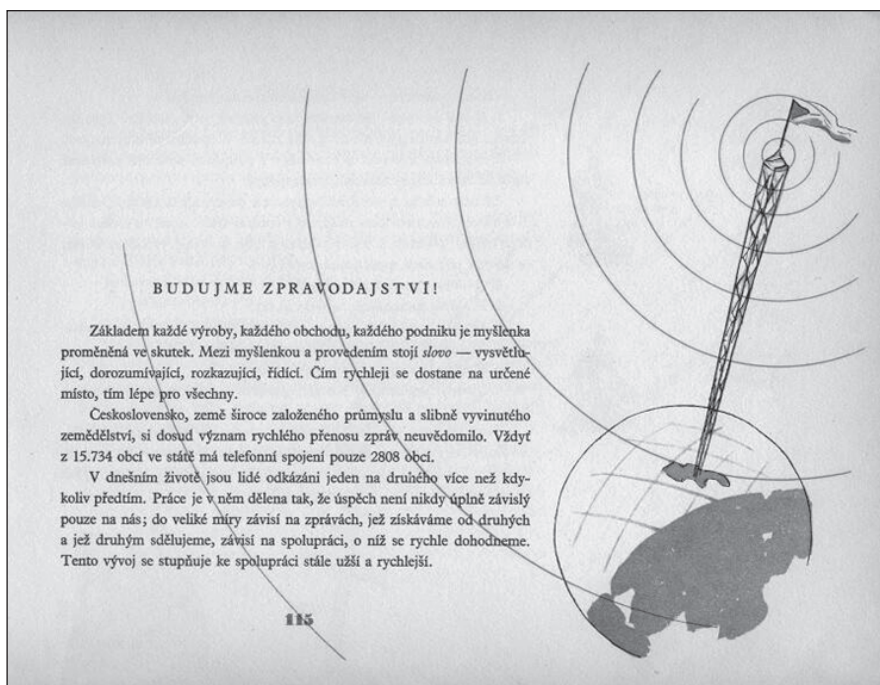 BUDUJME ZPRAVODAJSTVÍ!
Základem každé výroby, každého obchodu, každého podniku je myšlenka
proměněná ve skutek. Mezi myšlenkou a provedením stojí slovo — vysvětlu-
jící, dorozumívající, rozkazující, řídící. Čím rychleji se dostane na určené
místo, tím lépe pro všechny.
Československo, země široce založeného průmyslu a slibně vyvinutého
zemědělství, si dosud význam rychlého přenosu zpráv neuvědomilo. Vždyť
z 15.734 obcí ve státě má telefonní spojení pouze 2808 obcí.
V dnešním životě jsou lidé odkázáni jeden na druhého více než kdy-
koliv předtím. Práce je v něm dělena tak, že úspěch není nikdy úplně závislý
pouze na nás; do veliké míry závisí na zprávách, jež získáváme od druhých
a jež druhým sdělujeme, závisí na spolupráci, o níž se rychle dohodneme.
Tento vývoj se stupňuje ke spolupráci stále užší a rychlejší.
115